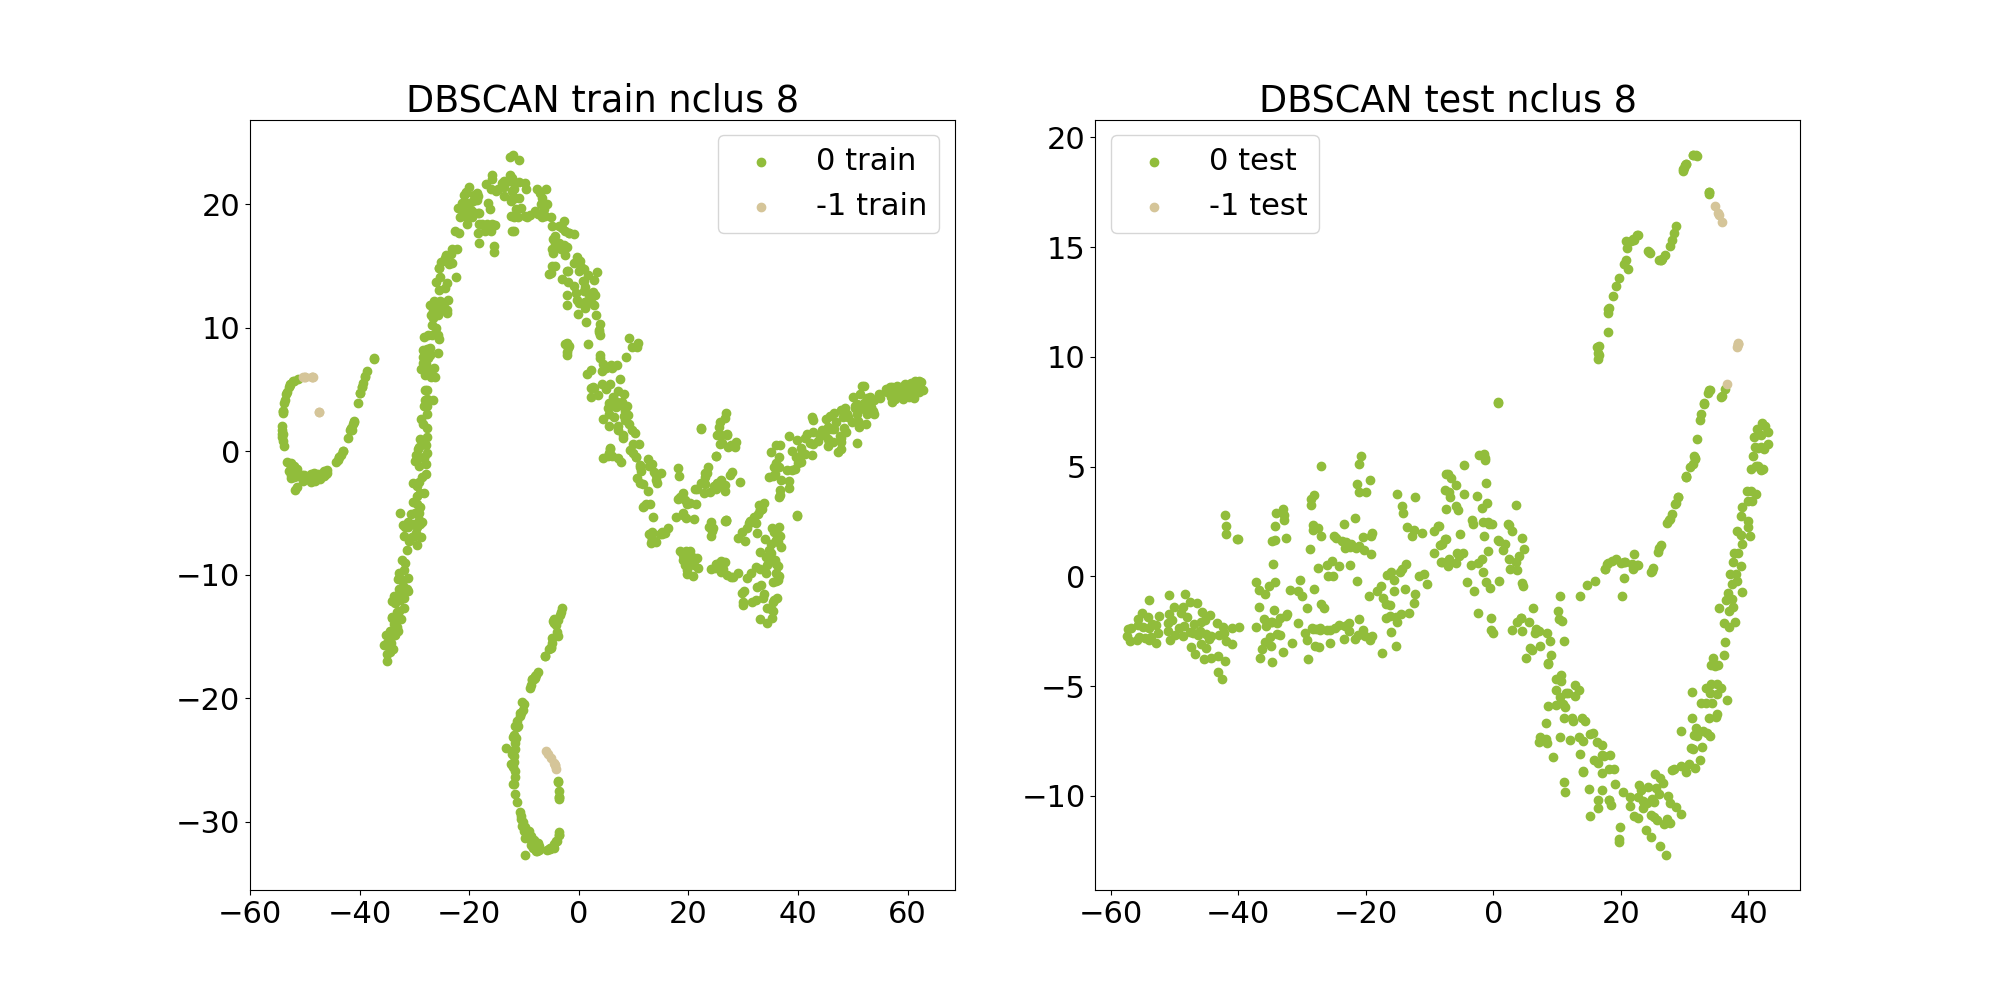 DBSCAN train nclus 8
0 train
-1 train
20
10
0
−10
−20
−30
−60 −40 −20 0 20 40 60
DBSCAN test nclus 8
0 test
-1 test
20
15
10
5
0
−5
−10
−60 −40 −20 0 20 40